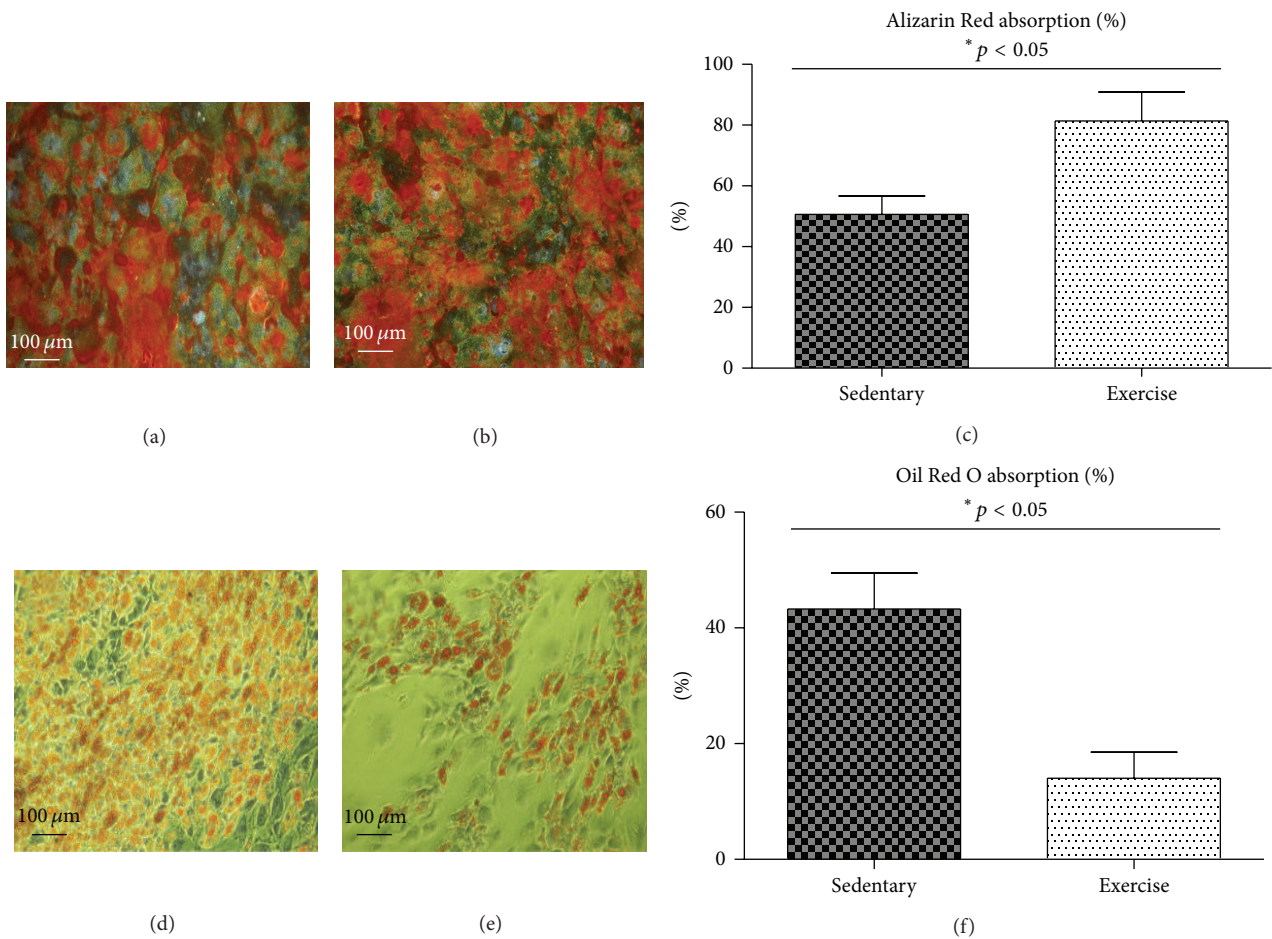 100 μm
(a)
100 μm
(b)
Alizarin Red absorption (%)
* p < 0.05
100
80
60
40
20
0
(%)
Sedentary Exercise
(c)
100 μm
(d)
100 μm
(e)
Oil Red O absorption (%)
* p < 0.05
60
40
20
0
(%)
Sedentary Exercise
(f)